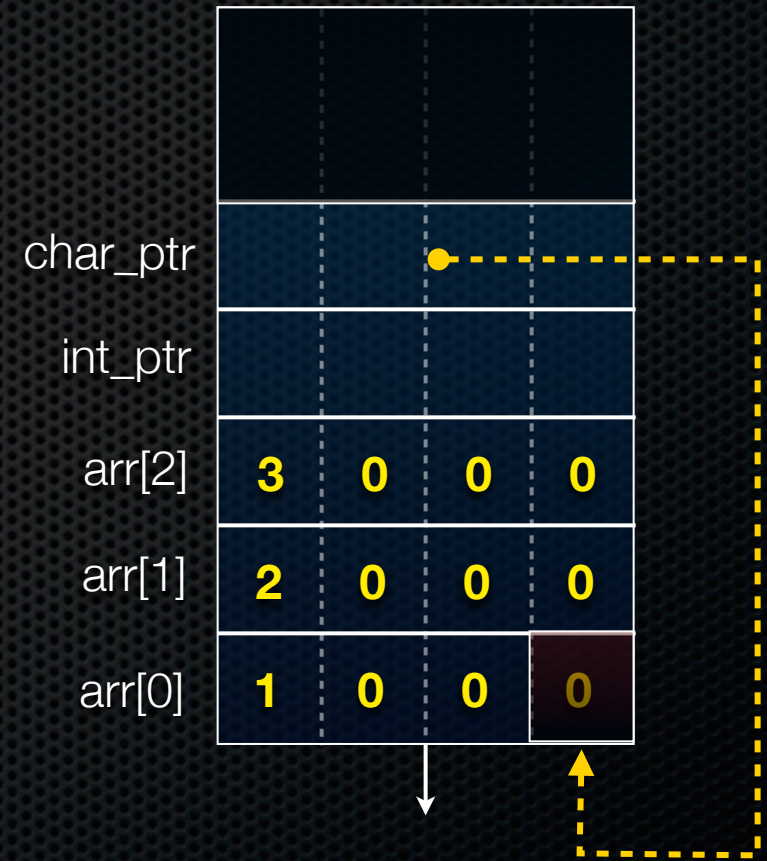 char_ptr
int_ptr
arr[2] 3 0 0 0
arr[1] 2 0 0 0
arr[0] 1 0 0 0